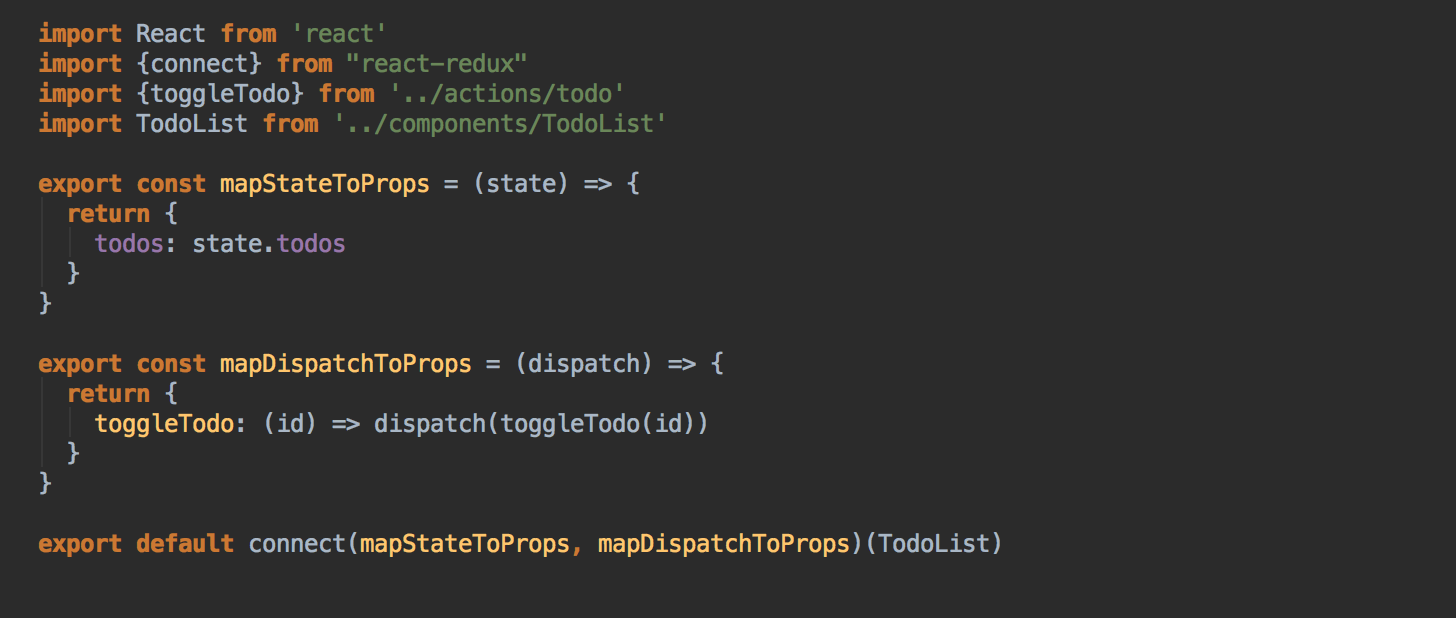 import React from 'react'
import {connect} from "react-redux"
import {toggleTodo} from '../actions/todo'
import TodoList from '../components/TodoList'

export const mapStateToProps = (state) => {
  return {
    todos: state.todos
  }
}

export const mapDispatchToProps = (dispatch) => {
  return {
    toggleTodo: (id) => dispatch(toggleTodo(id))
  }
}

export default connect(mapStateToProps, mapDispatchToProps)(TodoList)